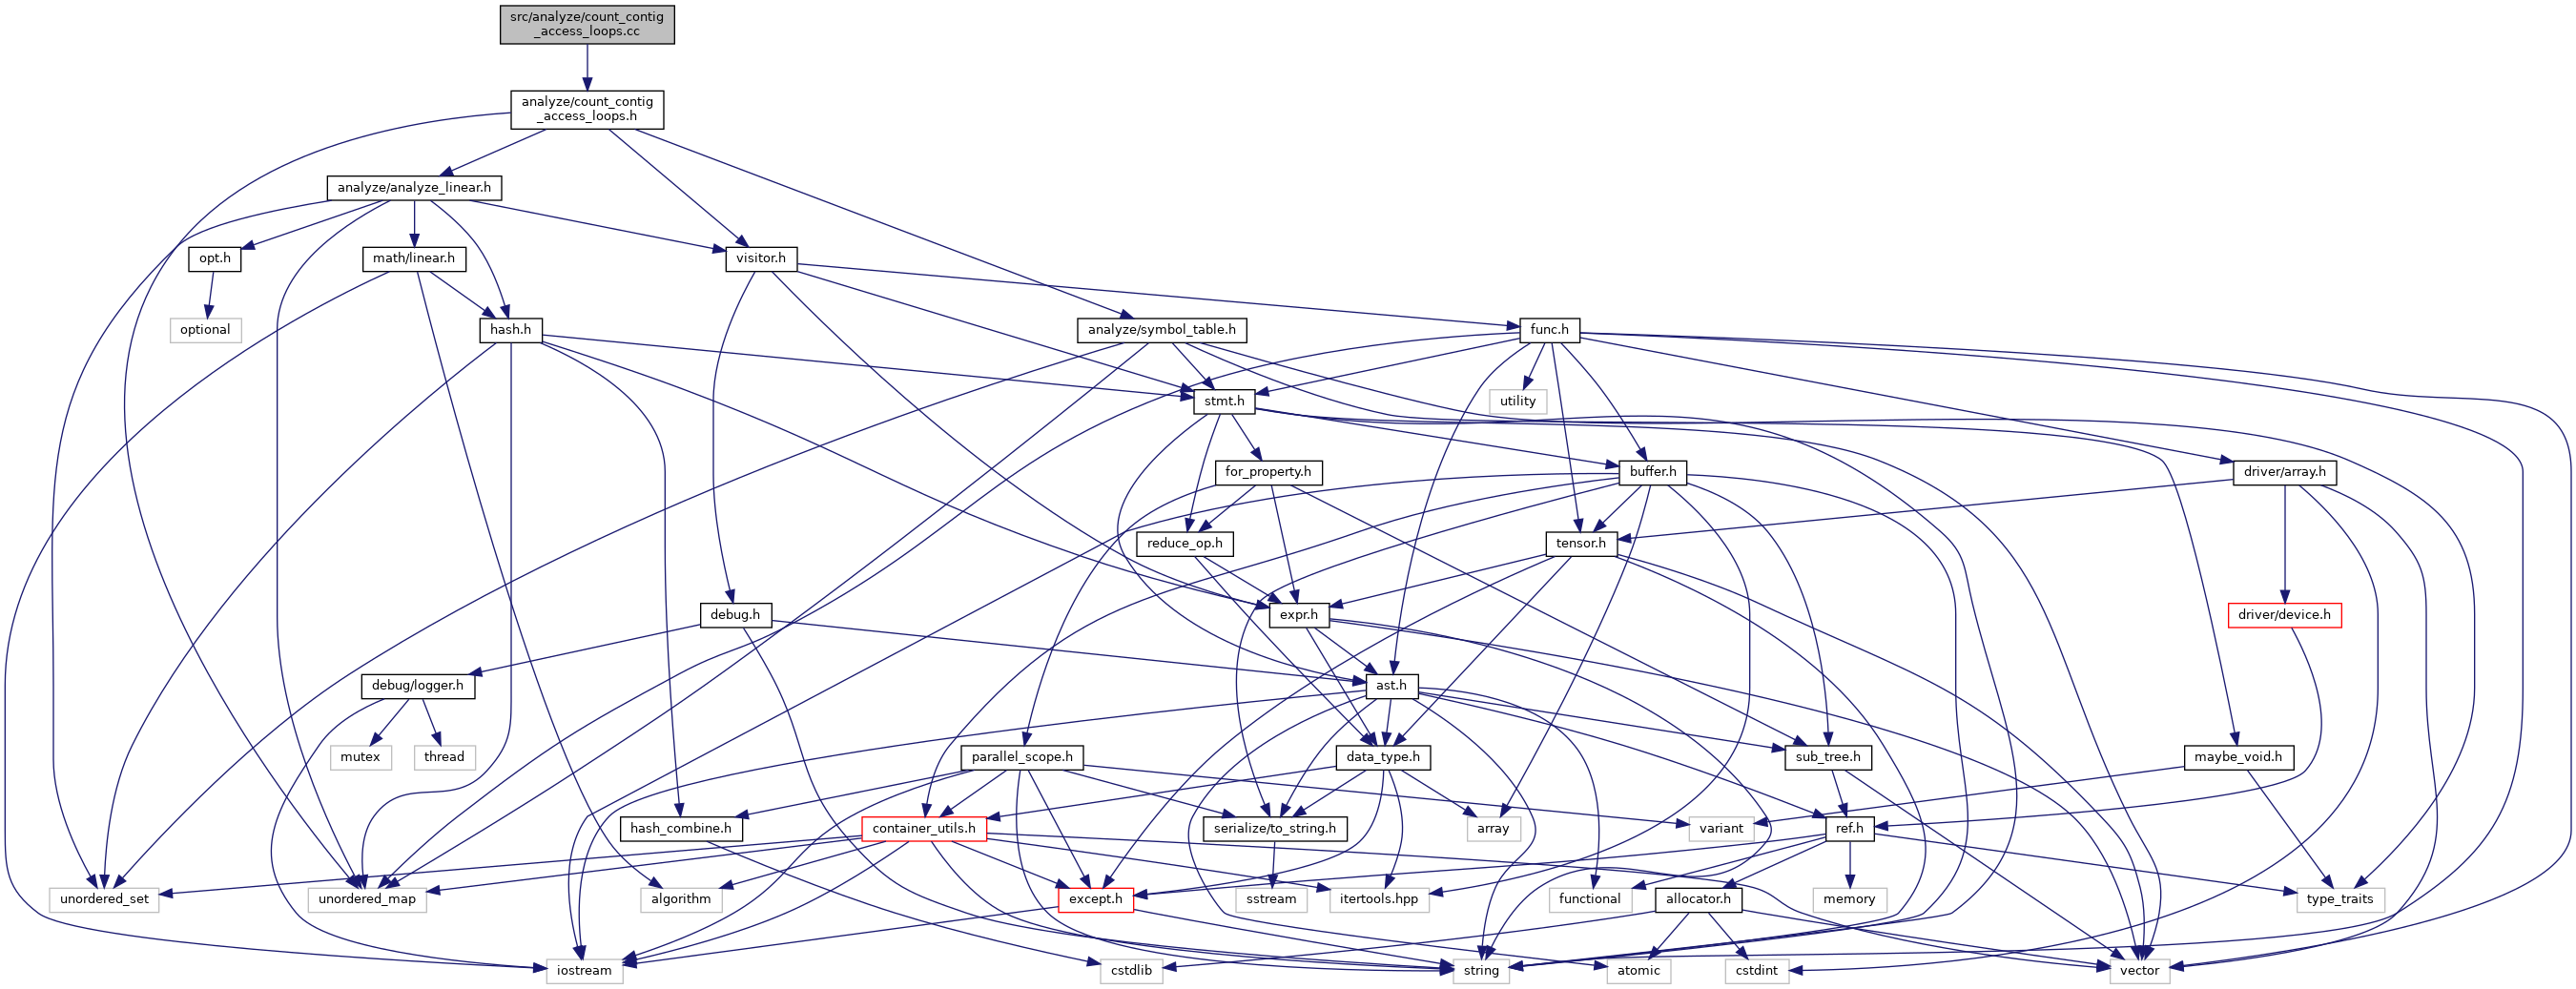 src/analyze/count_contig
_access_loops.cc
analyze/count_contig
_access_loops.h
analyze/analyze_linear.h
opt.h
math/linear.h
visitor.h
optional
hash.h
analyze/symbol_table.h
func.h
stmt.h
utility
for_property.h
buffer.h
driver/array.h
reduce_op.h
tensor.h
debug.h
expr.h
driver/device.h
debug/logger.h
ast.h
mutex
thread
parallel_scope.h
data_type.h
sub_tree.h
maybe_void.h
hash_combine.h
container_utils.h
serialize/to_string.h
array
variant
ref.h
unordered_set
unordered_map
algorithm
except.h
sstream
itertools.hpp
functional
allocator.h
memory
type_traits
iostream
cstdlib
string
atomic
cstdint
vector